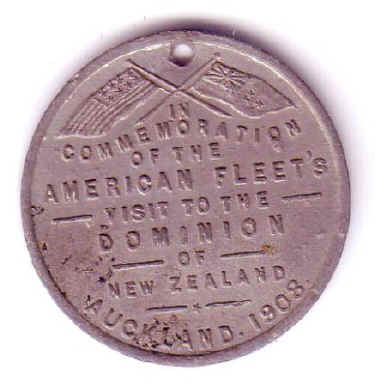 IN
COMMEMORATION
OF THE
AMERICAN FLEET'S
VISIT TO THE
DOMINION
OF
NEW ZEALAND
AUCKLAND. 1908.